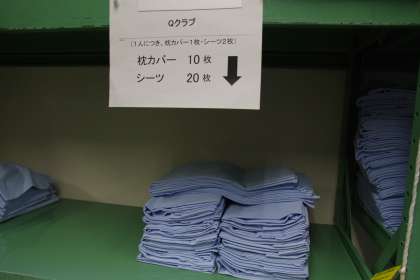 Qクラブ
(1人につき、枕カバー1枚・シーツ2枚)
枕カバー 10枚
シーツ 20枚